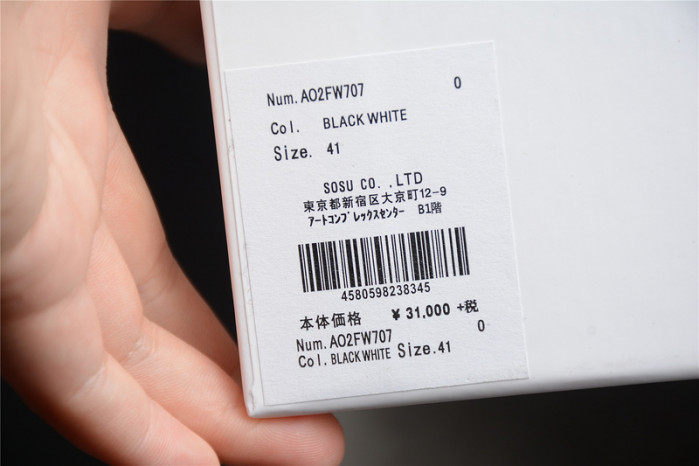 Num. A02FW707 0
Col. BLACK WHITE
Size. 41
SOSU CO. ,LTD
東京都新宿区大京町12-9
ｱｰﾄｺﾝﾌﾟﾚｯｸｽｾﾝﾀｰ B1階
4580598238345
本体価格 ¥ 31,000 +税
Num. A02FW707 0
Col. BLACK WHITE Size. 41